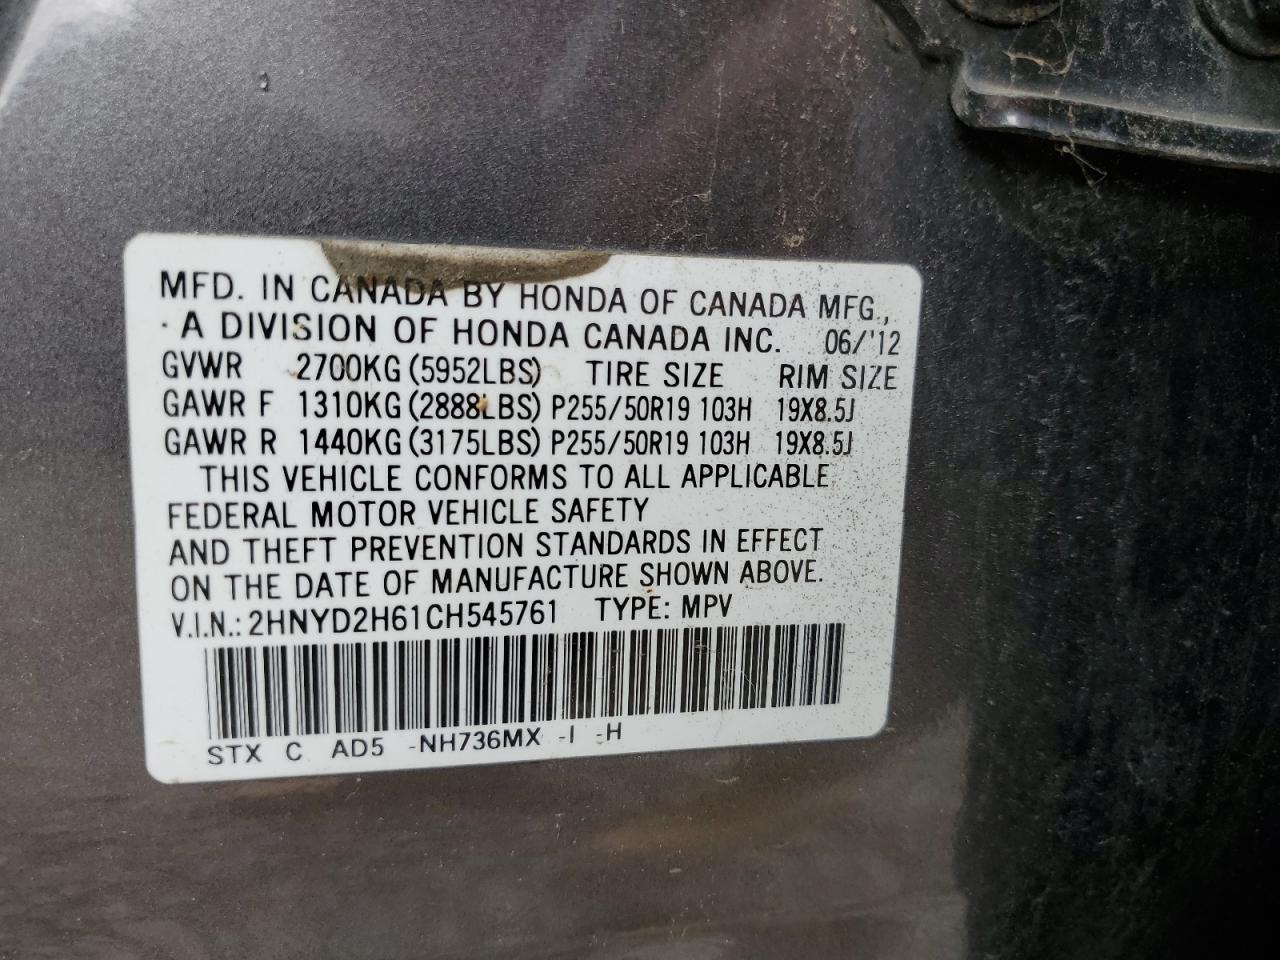 MFD. IN CANADA BY HONDA OF CANADA MFG.,
· A DIVISION OF HONDA CANADA INC. 06/'12
GVWR 2700KG (5952LBS) TIRE SIZE RIM SIZE
GAWR F 1310KG (2888LBS) P255/50R19 103H 19X8.5J
GAWR R 1440KG (3175LBS) P255/50R19 103H 19X8.5J
THIS VEHICLE CONFORMS TO ALL APPLICABLE
FEDERAL MOTOR VEHICLE SAFETY
AND THEFT PREVENTION STANDARDS IN EFFECT
ON THE DATE OF MANUFACTURE SHOWN ABOVE.
V.I.N.: 2HNYD2H61CH545761 TYPE: MPV
STX C AD5 -NH736MX -I -H